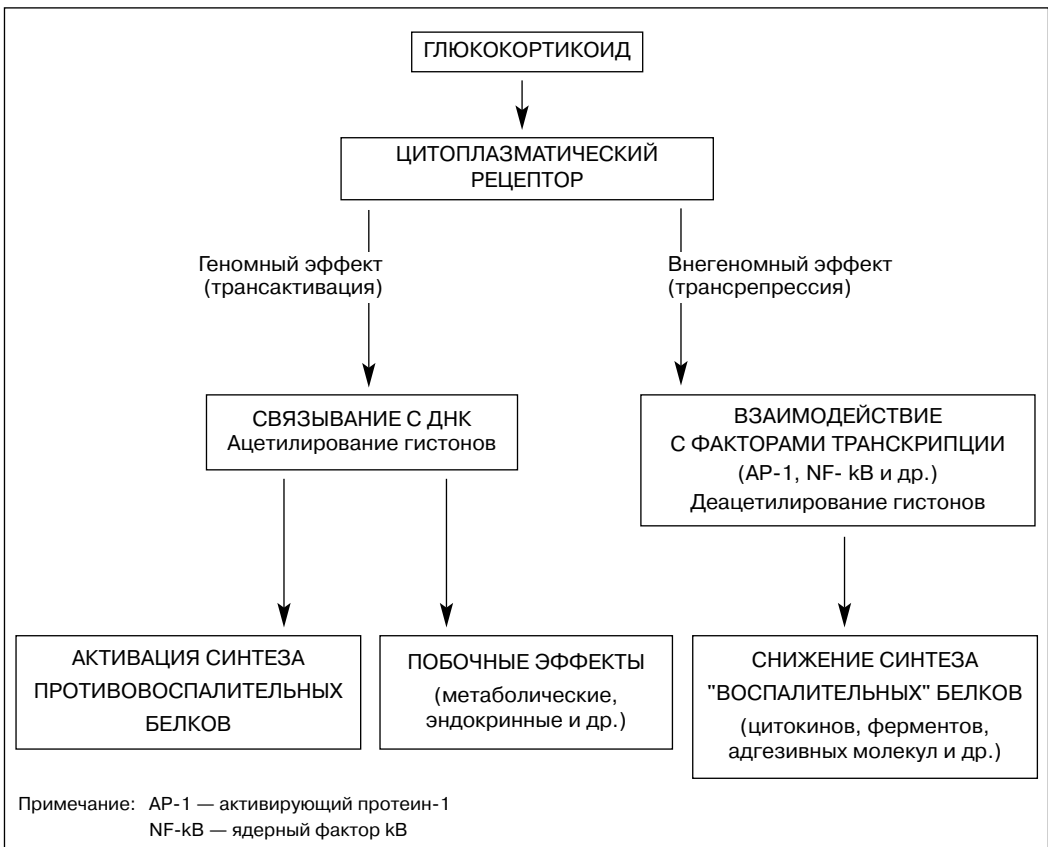 ГЛЮКОКОРТИКОИД
ЦИТОПЛАЗМАТИЧЕСКИЙ
РЕЦЕПТОР
Геномный эффект
(трансактивация)
Внегеномный эффект
(трансрепрессия)
СВЯЗЫВАНИЕ С ДНК
Ацетилирование гистонов
ВЗАИМОДЕЙСТВИЕ
С ФАКТОРАМИ ТРАНСКРИПЦИИ
(AP-1, NF- kB и др.)
Деацетилирование гистонов
АКТИВАЦИЯ СИНТЕЗА
ПРОТИВОВОСПАЛИТЕЛЬНЫХ
БЕЛКОВ
ПОБОЧНЫЕ ЭФФЕКТЫ
(метаболические,
эндокринные и др.)
СНИЖЕНИЕ СИНТЕЗА
"ВОСПАЛИТЕЛЬНЫХ" БЕЛКОВ
(цитокинов, ферментов,
адгезивных молекул и др.)
Примечание: AP-1 — активирующий протеин-1
NF-kB — ядерный фактор kB